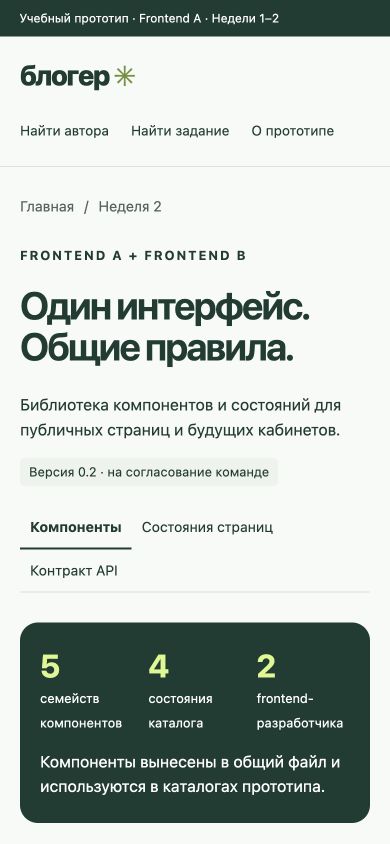 Учебный прототип · Frontend A · Недели 1–2
блогер
Найти автора Найти задание О прототипе
Главная / Неделя 2
FRONTEND A + FRONTEND B
Один интерфейс.
Общие правила.
Библиотека компонентов и состояний для
публичных страниц и будущих кабинетов.
Версия 0.2 · на согласование команде
Компоненты Состояния страниц
Контракт API
5 4 2
семейств состояния frontend-
компонентов каталога разработчика
Компоненты вынесены в общий файл и
используются в каталогах прототипа.